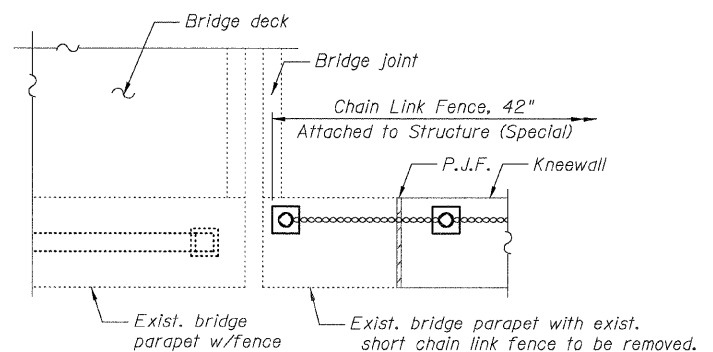 Bridge deck
Bridge joint
Chain Link Fence, 42"
Attached to Structure (Special)
P.J.F.
Kneewall
Exist. bridge
parapet w/fence
Exist. bridge parapet with exist.
short chain link fence to be removed.